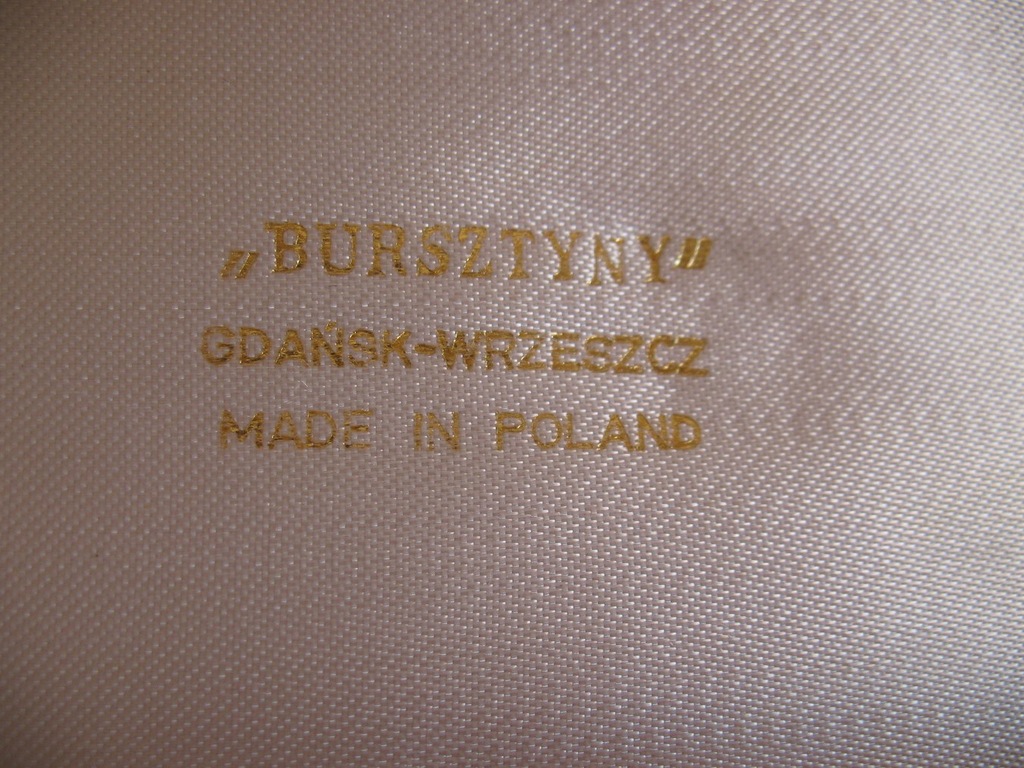 „BURSZTYNY"
GDAŃSK-WRZESZCZ
MADE IN POLAND